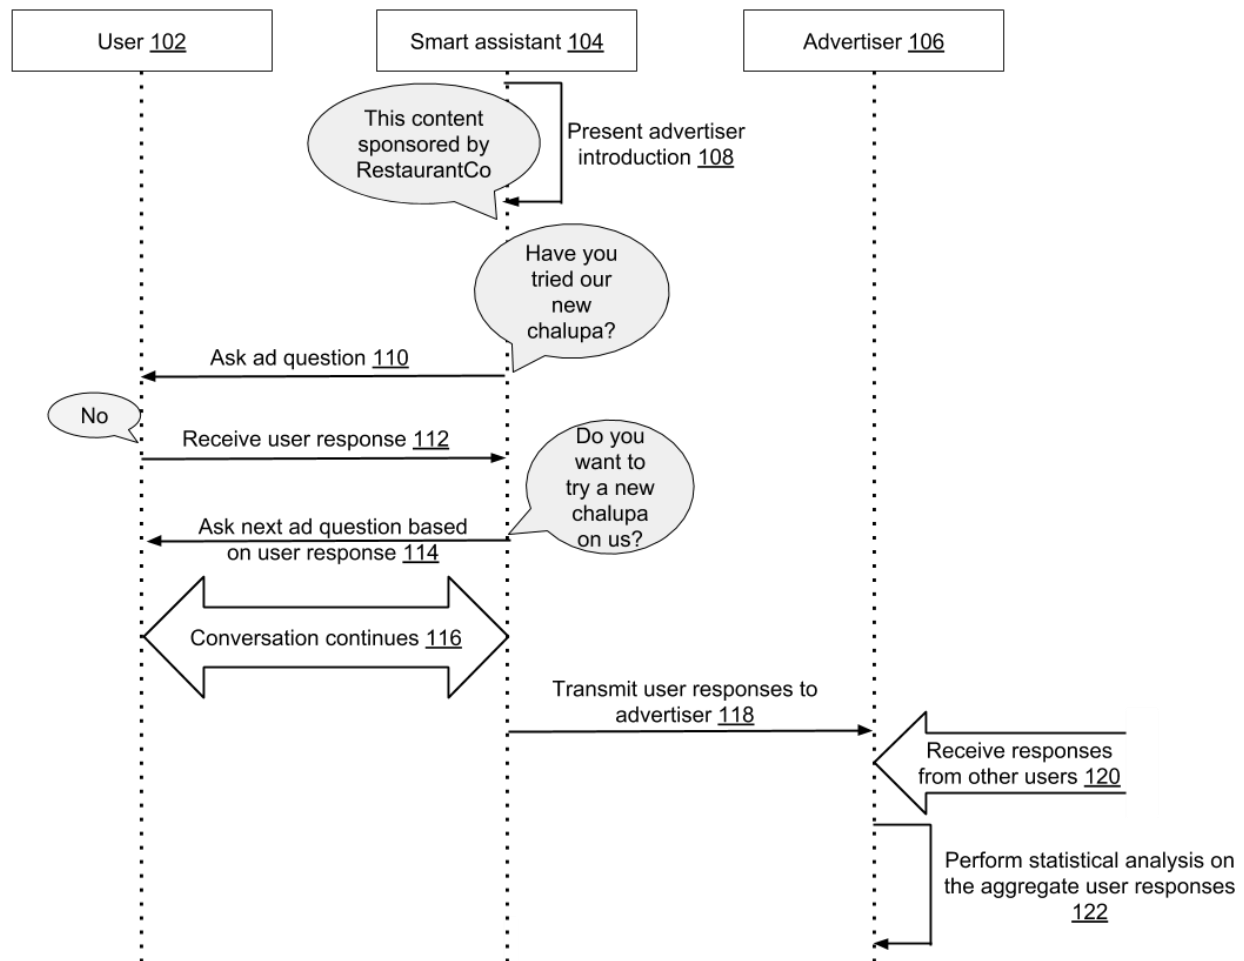 User 102
Smart assistant 104
Advertiser 106
This content
sponsored by
RestaurantCo
Present advertiser
introduction 108
Have you
tried our
new
chalupa?
Ask ad question 110
No
Receive user response 112
Do you
want to
try a new
chalupa
on us?
Ask next ad question based
on user response 114
Conversation continues 116
Transmit user responses to
advertiser 118
Receive responses
from other users 120
Perform statistical analysis on
the aggregate user responses
122